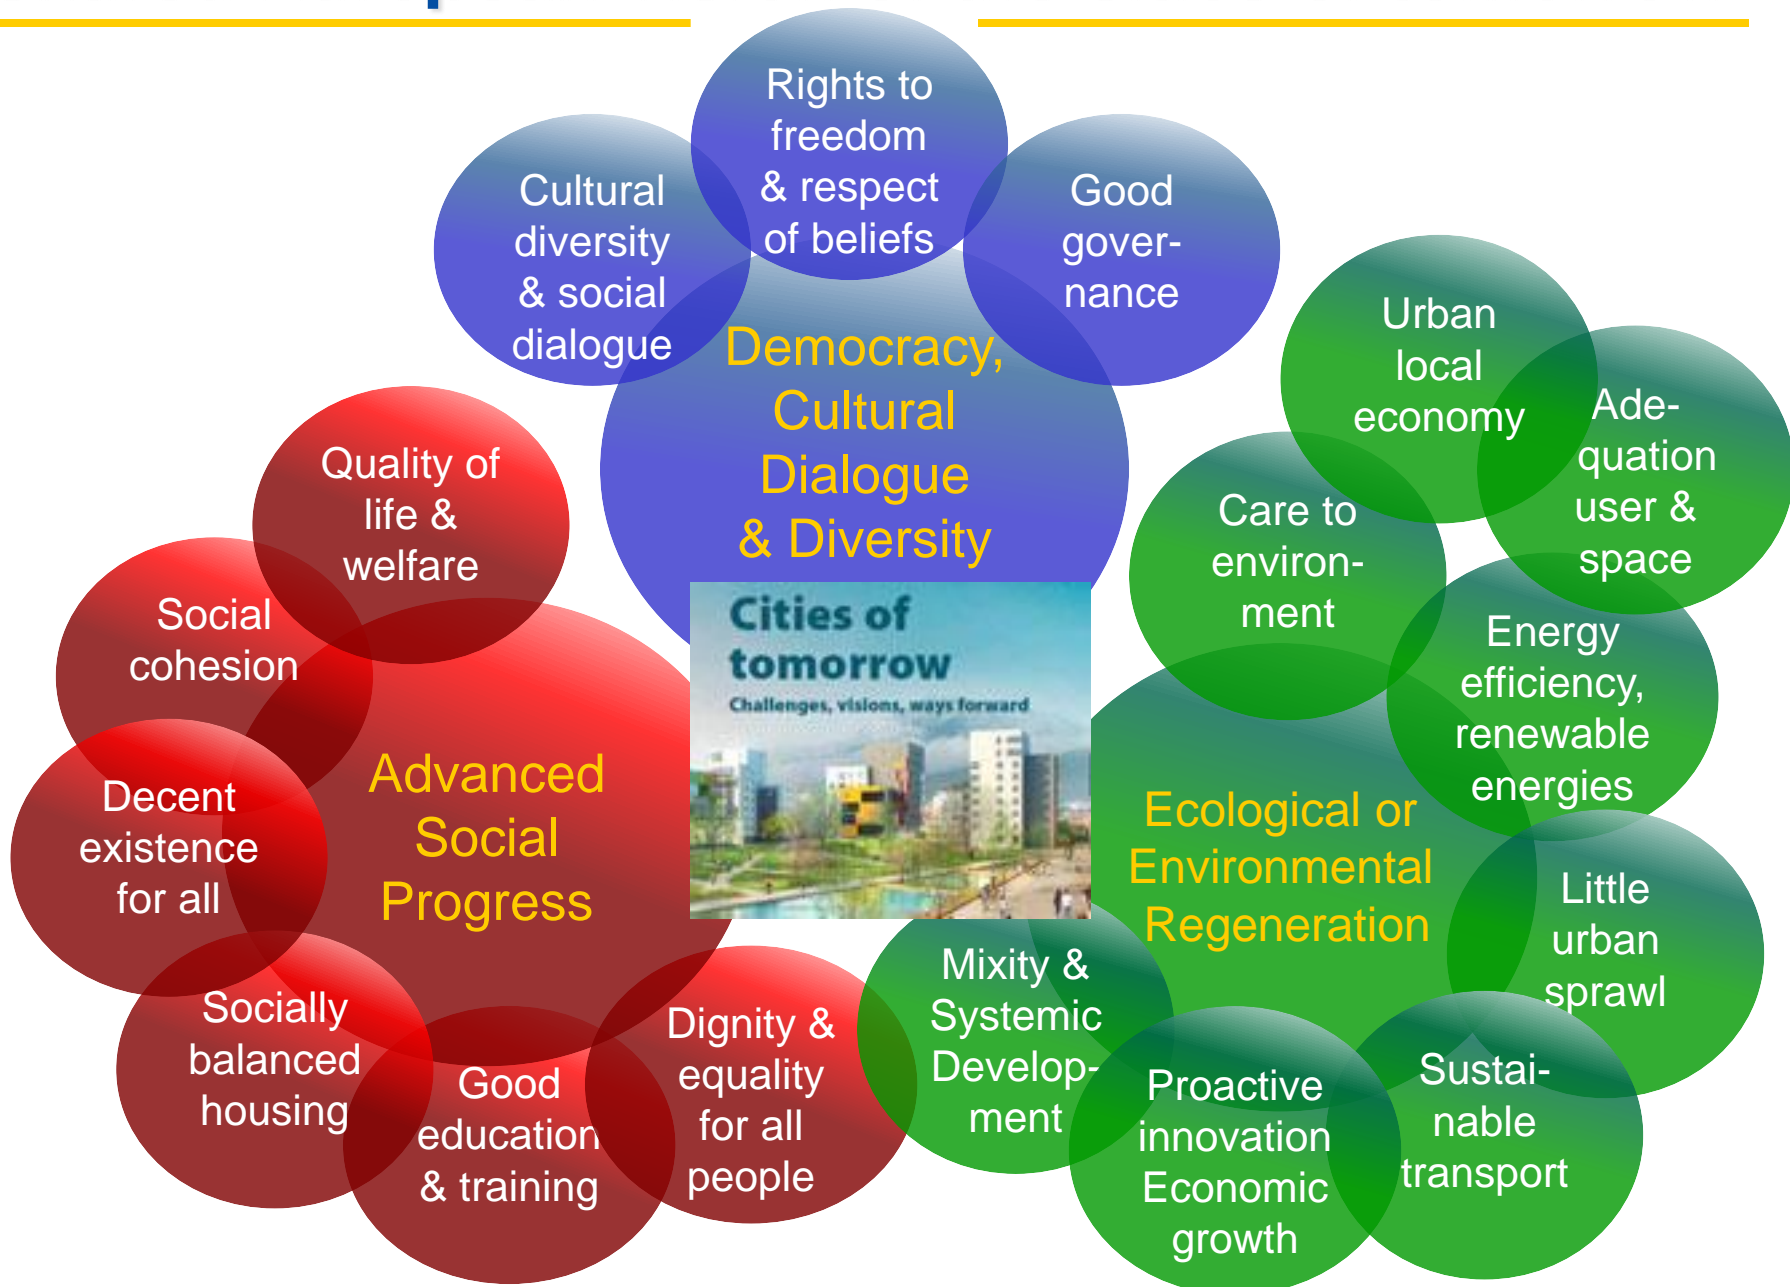 Rights to
freedom
& respect
of beliefs
Cultural
diversity
& social
dialogue
Good
gover-
nance
Democracy,
Cultural
Dialogue
& Diversity
Urban
local
economy
Ade-
quation
user &
space
Care to
environ-
ment
Energy
efficiency,
renewable
energies
Little
urban
sprawl
Sustai-
nable
transport
Proactive
innovation
Economic
growth
Mixity &
Systemic
Develop-
ment
Ecological or
Environmental
Regeneration
Cities of
tomorrow
Challenges, visions, ways forward
Quality of
life &
welfare
Social
cohesion
Decent
existence
for all
Socially
balanced
housing
Good
education
& training
Dignity &
equality
for all
people
Advanced
Social
Progress